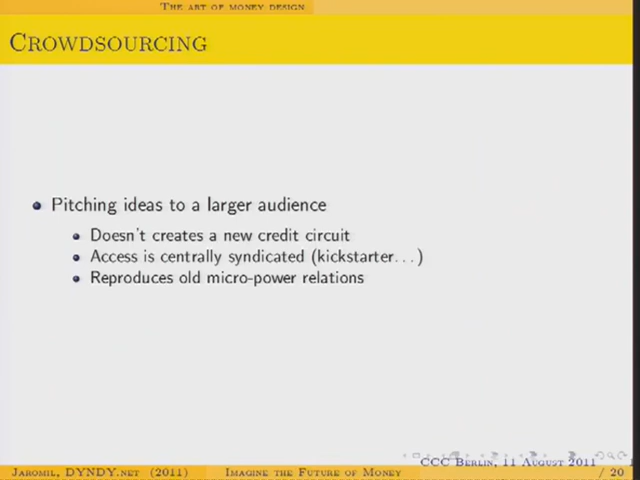 The art of money design
Crowdsourcing
Pitching ideas to a larger audience
Doesn't creates a new credit circuit
Access is centrally syndicated (kickstarter...)
Reproduces old micro-power relations
CCC Berlin, 11 August 2011
Jaromil, DYNDY.net (2011) Imagine the Future of Money / 20